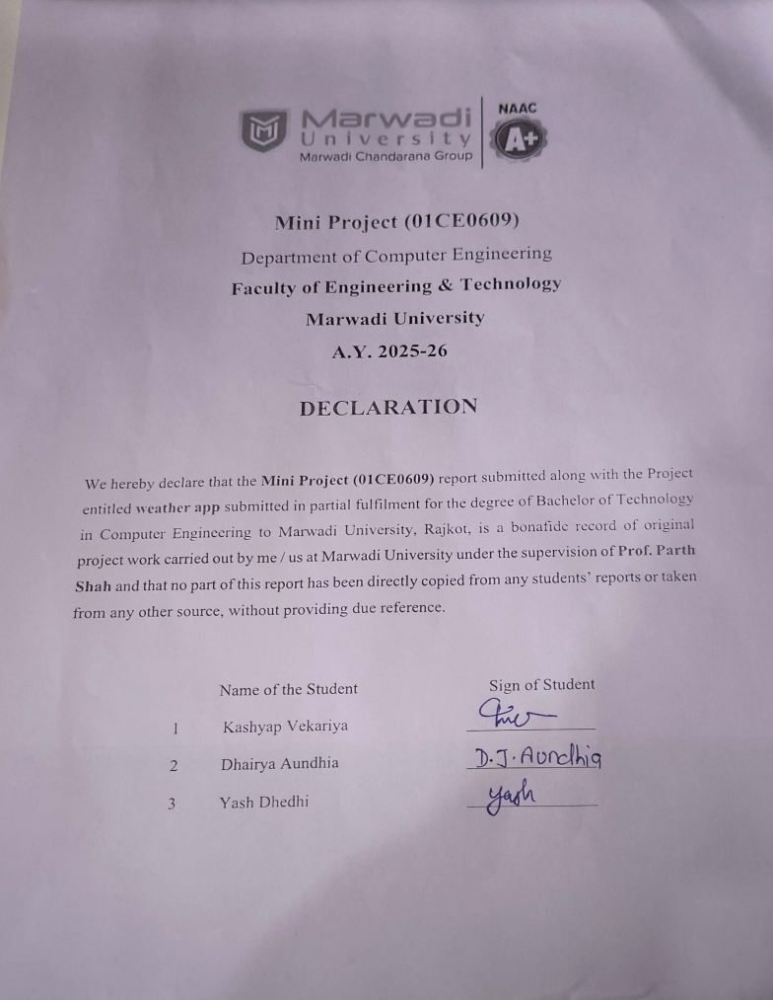 Marwadi
University
Marwadi Chandarana Group
NAAC
A+
Mini Project (01CE0609)
Department of Computer Engineering
Faculty of Engineering & Technology
Marwadi University
A.Y. 2025-26
DECLARATION
We hereby declare that the Mini Project (01CE0609) report submitted along with the Project
entitled weather app submitted in partial fulfilment for the degree of Bachelor of Technology
in Computer Engineering to Marwadi University, Rajkot, is a bonafide record of original
project work carried out by me / us at Marwadi University under the supervision of Prof. Parth
Shah and that no part of this report has been directly copied from any students' reports or taken
from any other source, without providing due reference.
Name of the Student Sign of Student
1 Kashyap Vekariya
2 Dhairya Aundhia D.J.Aundhia
3 Yash Dhedhi Yash